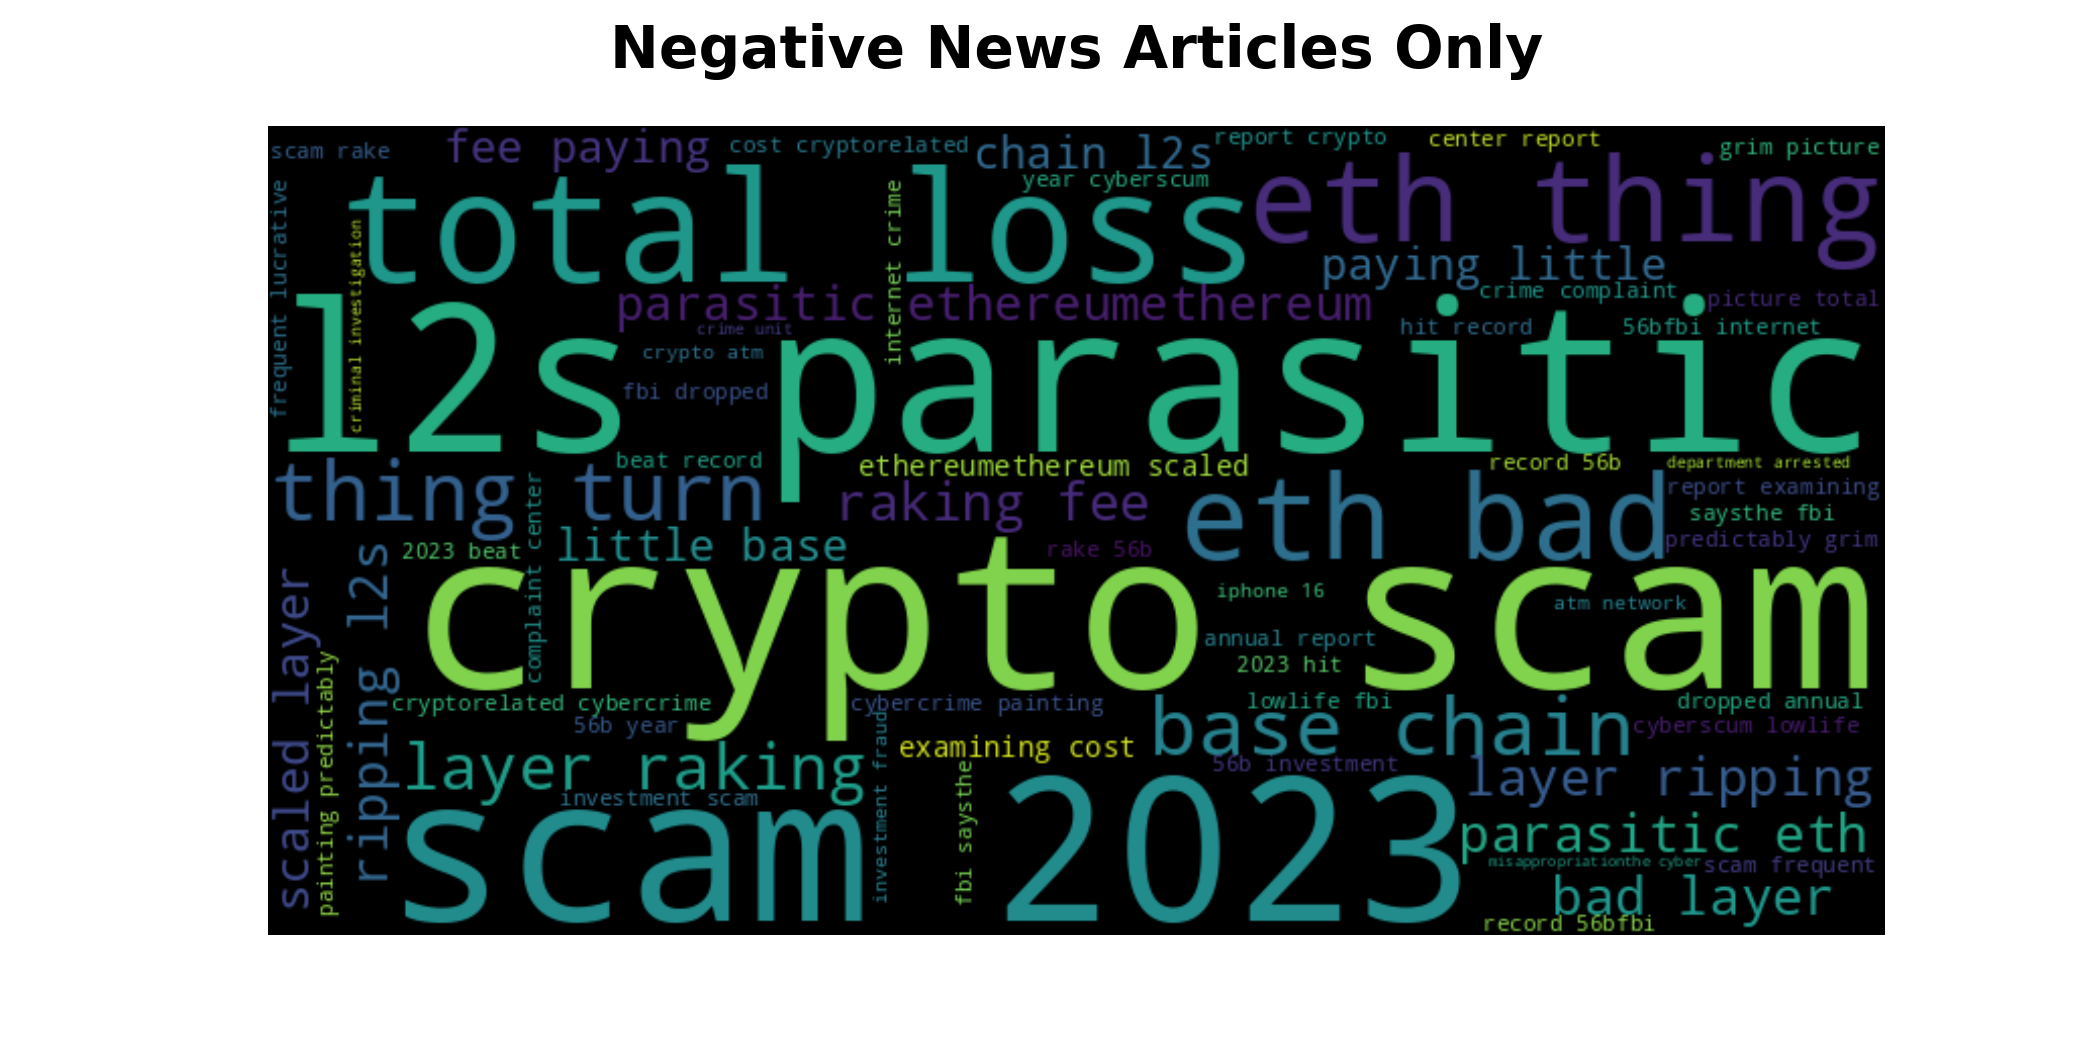 Negative News Articles Only
scam rake
fee paying
cost cryptorelated
chain l2s
report crypto
center report
grim picture
total loss
year cyberscum
eth thing
frequent lucrative
criminal investigation
internet crime
paying little
parasitic ethereumethereum
crime complaint
picture total
l2s parasitic
crime unit
hit record
56bfbi internet
crypto atm
fbi dropped
beat record
ethereumethereum scaled
record 56b
department arrested
thing turn
raking fee
eth bad
report examining
saysthe fbi
predictably grim
2023 beat
complaint center
little base
rake 56b
crypto scam
iphone 16
atm network
annual report
2023 hit
scaled layer
painting predictably
ripping l2s
cryptorelated cybercrime
cybercrime painting
lowlife fbi
dropped annual
56b year
base chain
cyberscum lowlife
layer raking
examining cost
56b investment
layer ripping
investment scam
investment fraud
fbi saysthe
scam 2023
parasitic eth
misappropriationthe cyber
scam frequent
bad layer
record 56bfbi